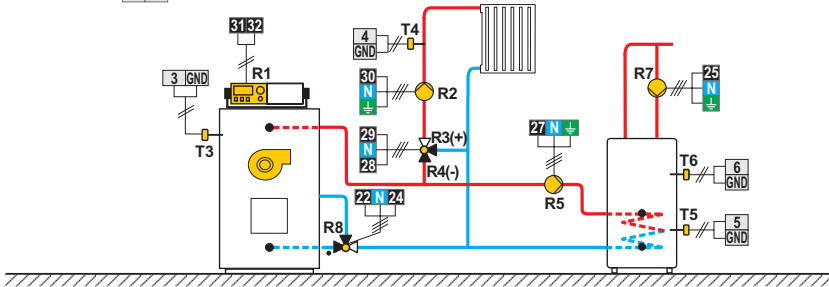 31 32
4 T4
GND
3 GND
R1
R7
25
N
30
N
R2
29
N
28
R3(+)
R4(-)
27 N
T3
T6
6
GND
22 N 24
R8
R5
T5
5
GND